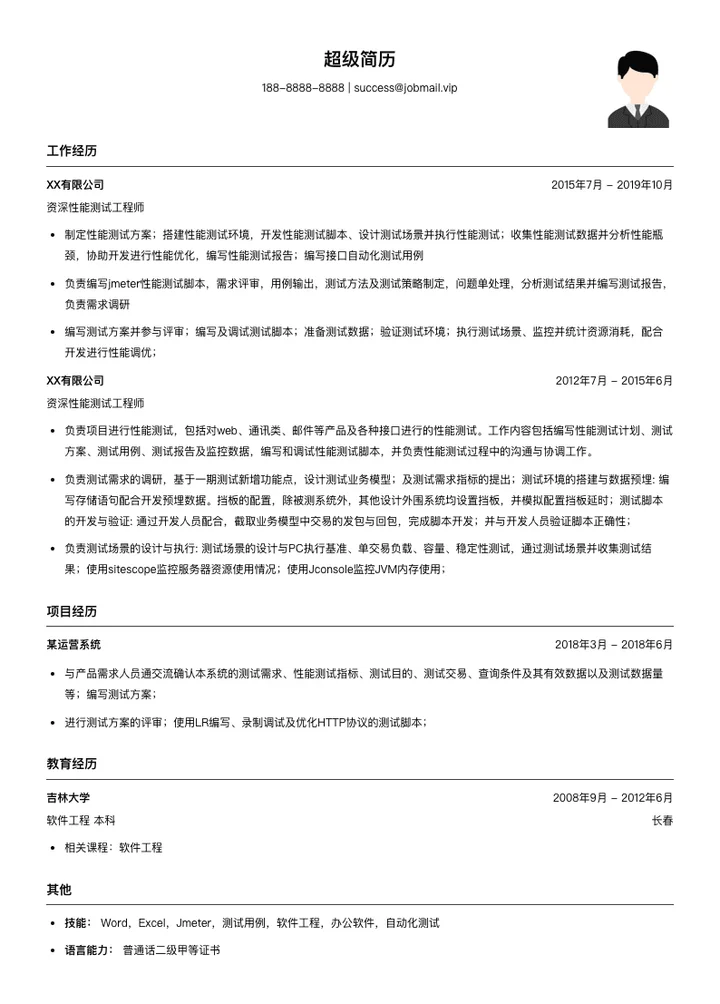 超级简历
188-8888-8888 | success@jobmail.vip
工作经历
XX有限公司 2015年7月 – 2019年10月
资深性能测试工程师
• 制定性能测试方案；搭建性能测试环境，开发性能测试脚本、设计测试场景并执行性能测试；收集性能测试数据并分析性能瓶
颈，协助开发进行性能优化，编写性能测试报告；编写接口自动化测试用例
• 负责编写jmeter性能测试脚本，需求评审，用例输出，测试方法及测试策略制定，问题单处理，分析测试结果并编写测试报告，
负责需求调研
• 编写测试方案并参与评审；编写及调试测试脚本；准备测试数据；验证测试环境；执行测试场景、监控并统计资源消耗，配合
开发进行性能调优；
XX有限公司 2012年7月 – 2015年6月
资深性能测试工程师
• 负责项目进行性能测试，包括对web、通讯类、邮件等产品及各种接口进行的性能测试。工作内容包括编写性能测试计划、测试
方案、测试用例、测试报告及监控数据，编写和调试性能测试脚本，并负责性能测试过程中的沟通与协调工作。
• 负责测试需求的调研，基于一期测试新增功能点，设计测试业务模型；及测试需求指标的提出；测试环境的搭建与数据预埋: 编
写存储语句配合开发预埋数据。挡板的配置，除被测系统外，其他设计外围系统均设置挡板，并模拟配置挡板延时；测试脚本
的开发与验证: 通过开发人员配合，截取业务模型中交易的发包与回包，完成脚本开发；并与开发人员验证脚本正确性；
• 负责测试场景的设计与执行: 测试场景的设计与PC执行基准、单交易负载、容量、稳定性测试，通过测试场景并收集测试结
果；使用sitescope监控服务器资源使用情况；使用Jconsole监控JVM内存使用；
项目经历
某运营系统 2018年3月 – 2018年6月
• 与产品需求人员通交流确认本系统的测试需求、性能测试指标、测试目的、测试交易、查询条件及其有效数据以及测试数据量
等；编写测试方案；
• 进行测试方案的评审；使用LR编写、录制调试及优化HTTP协议的测试脚本；
教育经历
吉林大学 2008年9月 – 2012年6月
软件工程 本科 长春
• 相关课程：软件工程
其他
• 技能： Word，Excel，Jmeter，测试用例，软件工程，办公软件，自动化测试
• 语言能力： 普通话二级甲等证书